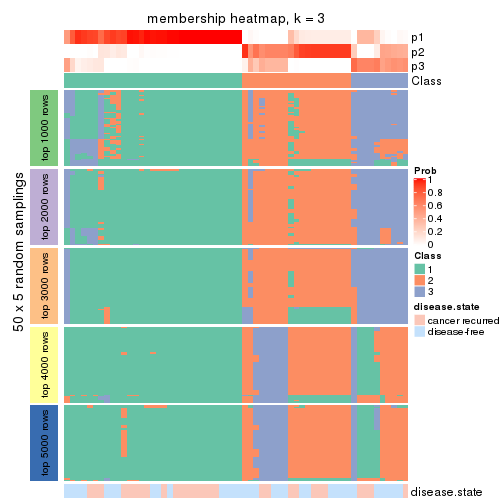 membership heatmap, k = 3
p1
p2
p3
Class
50 x 5 random samplings
top 1000 rows
top 2000 rows
top 3000 rows
top 4000 rows
top 5000 rows
Prob
1
0.8
0.6
0.4
0.2
0
Class
1
2
3
disease.state
cancer recurred
disease-free
disease.state